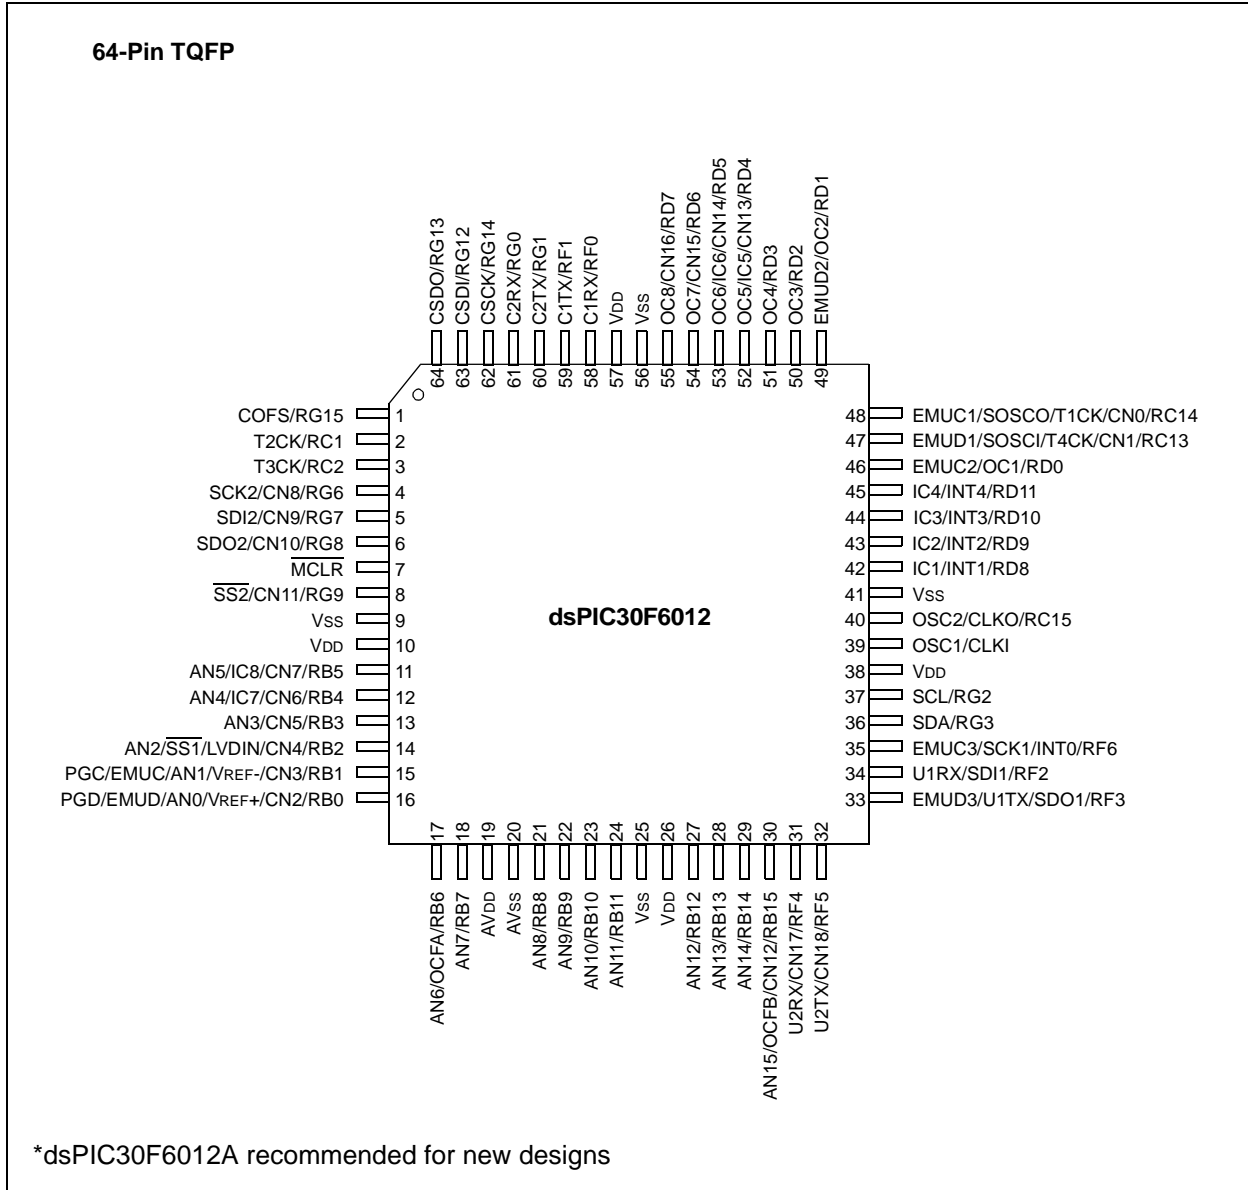 64-Pin TQFP
CSDO/RG13
CSDI/RG12
CSCK/RG14
C2RX/RG0
C2TX/RG1
C1TX/RF1
C1RX/RF0
VDD
VSS
OC8/CN16/RD7
OC7/CN15/RD6
OC6/IC6/CN14/RD5
OC5/IC5/CN13/RD4
OC4/RD3
OC3/RD2
EMUD2/OC2/RD1
64 63 62 61 60 59 58 57 56 55 54 53 52 51 50 49
COFS/RG15 1
T2CK/RC1 2
T3CK/RC2 3
SCK2/CN8/RG6 4
SDI2/CN9/RG7 5
SDO2/CN10/RG8 6
MCLR 7
SS2/CN11/RG9 8
VSS 9
VDD 10
AN5/IC8/CN7/RB5 11
AN4/IC7/CN6/RB4 12
AN3/CN5/RB3 13
AN2/SS1/LVDIN/CN4/RB2 14
PGC/EMUC/AN1/VREF-/CN3/RB1 15
PGD/EMUD/AN0/VREF+/CN2/RB0 16
dsPIC30F6012
48 EMUC1/SOSCO/T1CK/CN0/RC14
47 EMUD1/SOSCI/T4CK/CN1/RC13
46 EMUC2/OC1/RD0
45 IC4/INT4/RD11
44 IC3/INT3/RD10
43 IC2/INT2/RD9
42 IC1/INT1/RD8
41 VSS
40 OSC2/CLKO/RC15
39 OSC1/CLKI
38 VDD
37 SCL/RG2
36 SDA/RG3
35 EMUC3/SCK1/INT0/RF6
34 U1RX/SDI1/RF2
33 EMUD3/U1TX/SDO1/RF3
17 18 19 20 21 22 23 24 25 26 27 28 29 30 31 32
AN6/OCFA/RB6
AN7/RB7
AVDD
AVSS
AN8/RB8
AN9/RB9
AN10/RB10
AN11/RB11
VSS
VDD
AN12/RB12
AN13/RB13
AN14/RB14
AN15/OCFB/CN12/RB15
U2RX/CN17/RF4
U2TX/CN18/RF5
*dsPIC30F6012A recommended for new designs